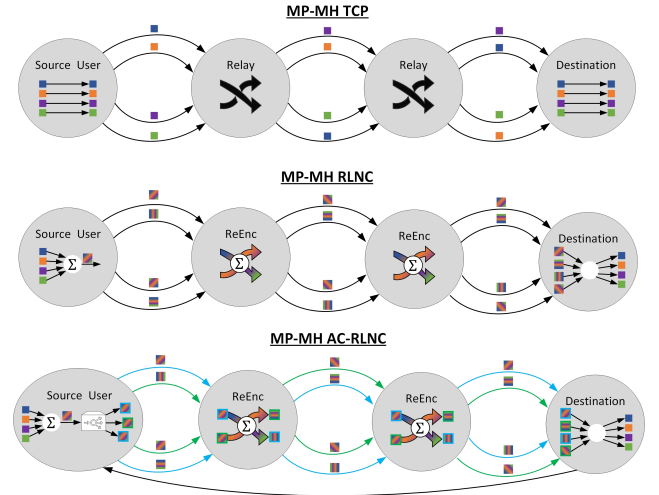 MP-MH TCP
Source User
Relay
Relay
Destination
MP-MH RLNC
Source User
Σ
ReEnc
Σ
ReEnc
Σ
Destination
MP-MH AC-RLNC
Source User
Σ
ReEnc
Σ
ReEnc
Σ
Destination